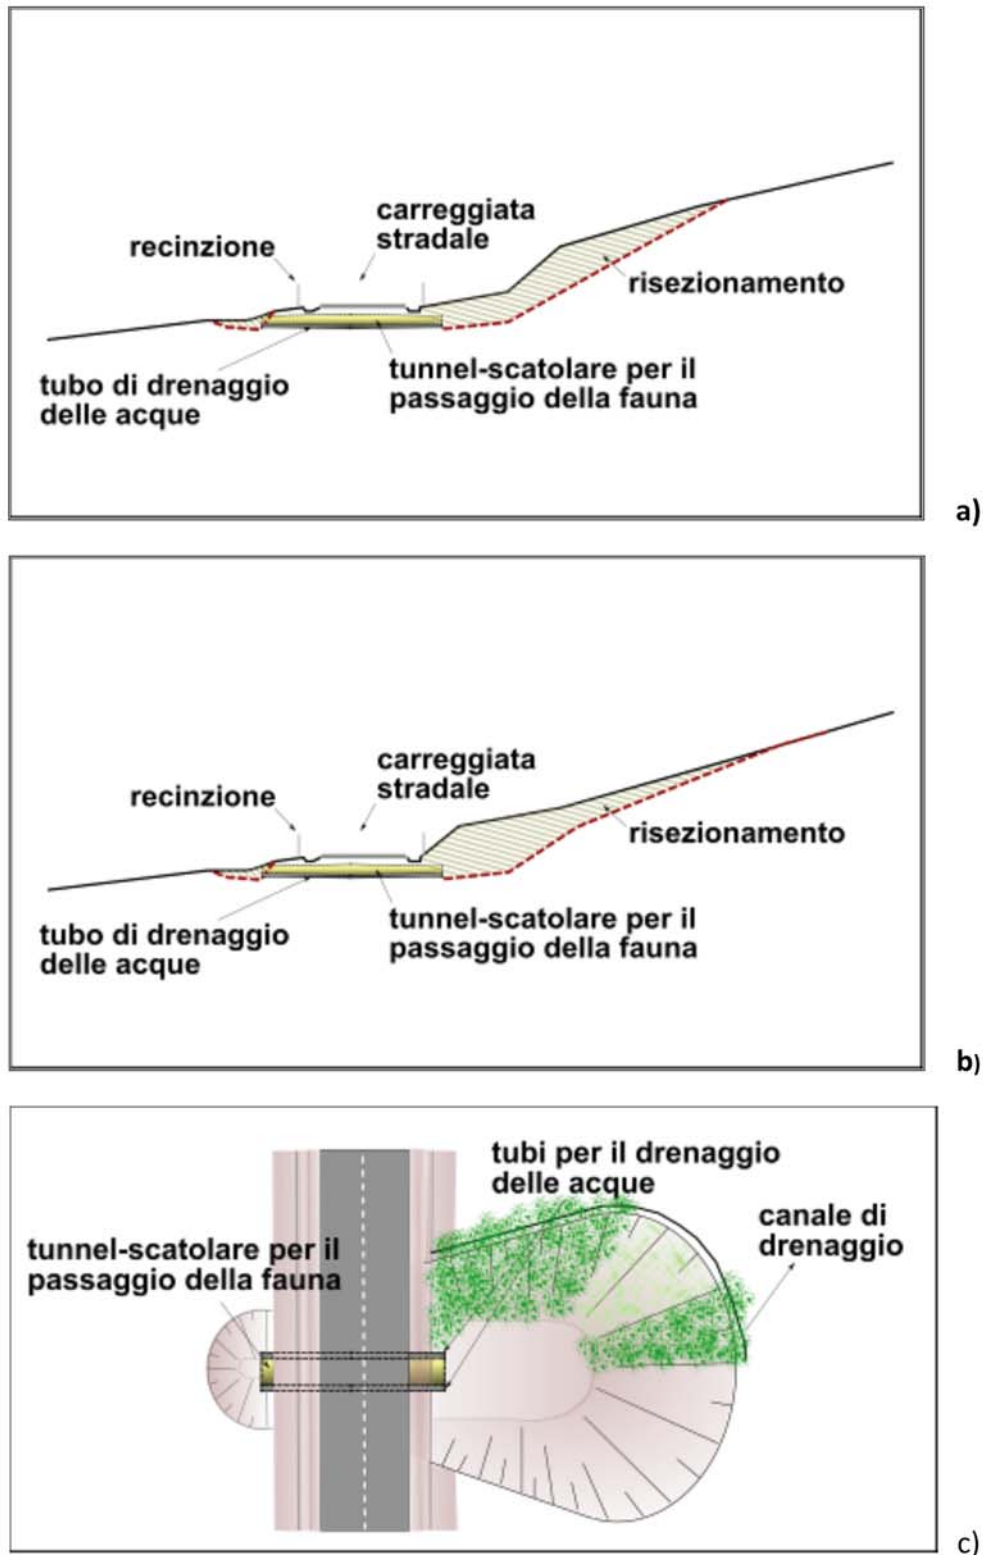 carreggiata
stradale
recinzione
risezionamento
tunnel-scatolare per il
passaggio della fauna
tubo di drenaggio
delle acque
a)
carreggiata
stradale
recinzione
risezionamento
tunnel-scatolare per il
passaggio della fauna
tubo di drenaggio
delle acque
b)
tubi per il drenaggio
delle acque
canale di
drenaggio
tunnel-scatolare per il
passaggio della fauna
c)